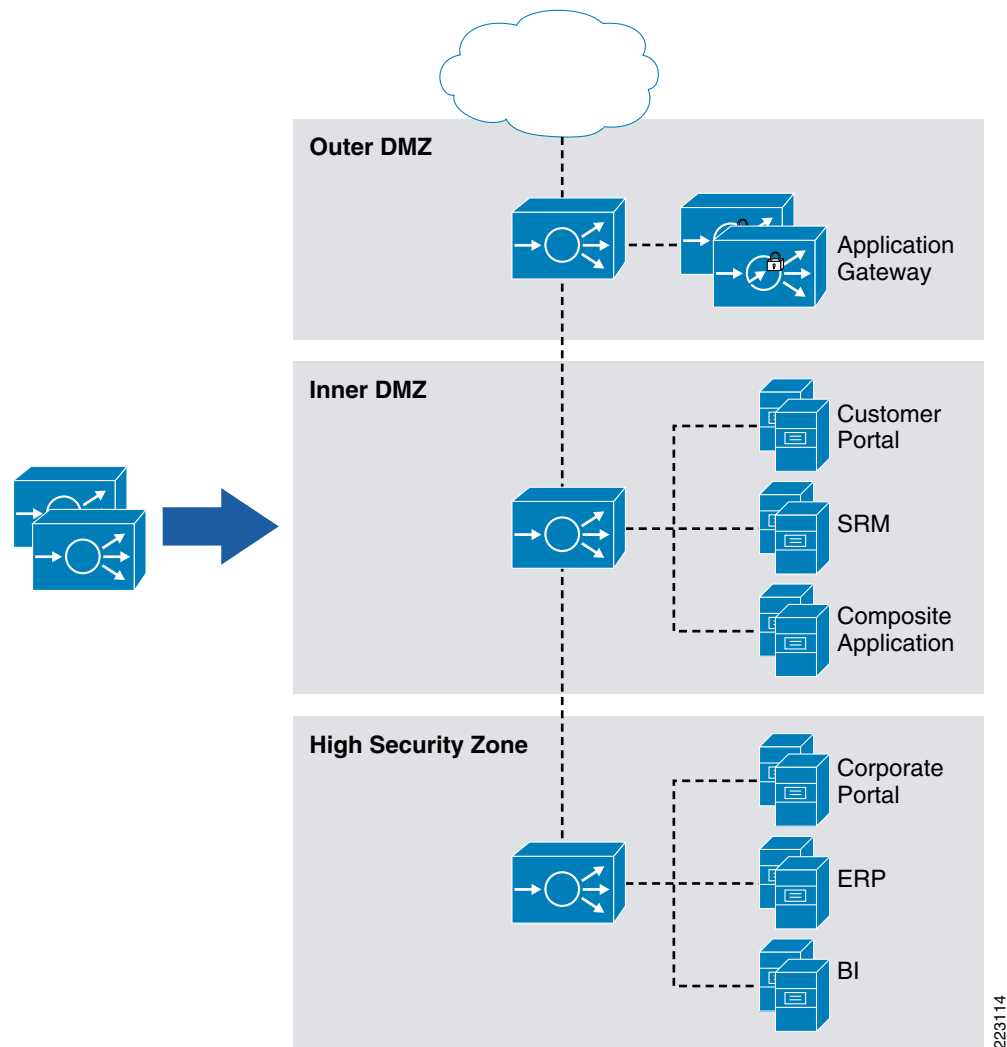 Outer DMZ
Application
Gateway
Inner DMZ
Customer
Portal
SRM
Composite
Application
High Security Zone
Corporate
Portal
ERP
BI
223114